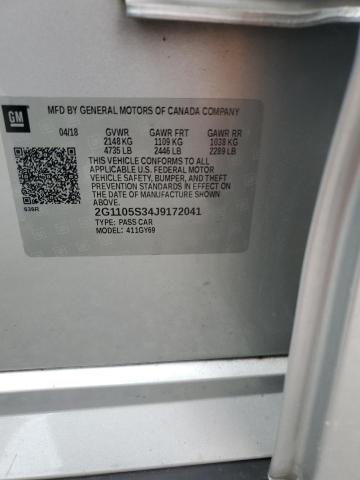 GM
MFD BY GENERAL MOTORS OF CANADA COMPANY
04/18 GVWR GAWR FRT GAWR RR
2148 KG 1109 KG 1038 KG
4735 LB 2446 LB 2289 LB
THIS VEHICLE CONFORMS TO ALL
APPLICABLE U.S. FEDERAL MOTOR
VEHICLE SAFETY, BUMPER, AND THEFT
PREVENTION STANDARDS IN EFFECT ON
THE DATE OF MANUFACTURE SHOWN
ABOVE.
639R
2G1105S34J9172041
TYPE: PASS CAR
MODEL: 411GY69